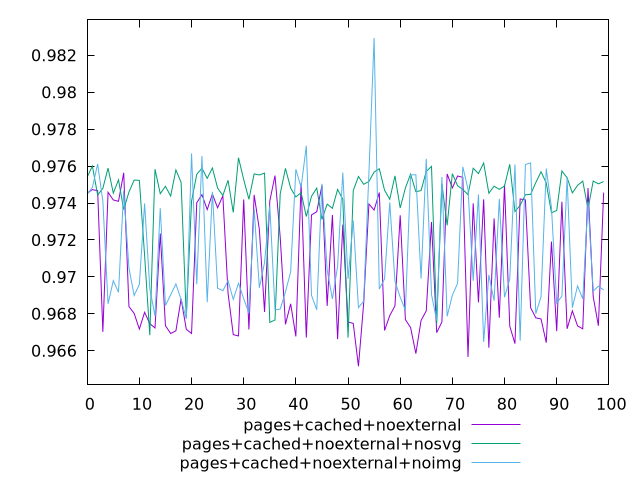 0.982
0.98
0.978
0.976
0.974
0.972
0.97
0.968
0.966
0 10 20 30 40 50 60 70 80 90 100
pages+cached+noexternal
pages+cached+noexternal+nosvg
pages+cached+noexternal+noimg